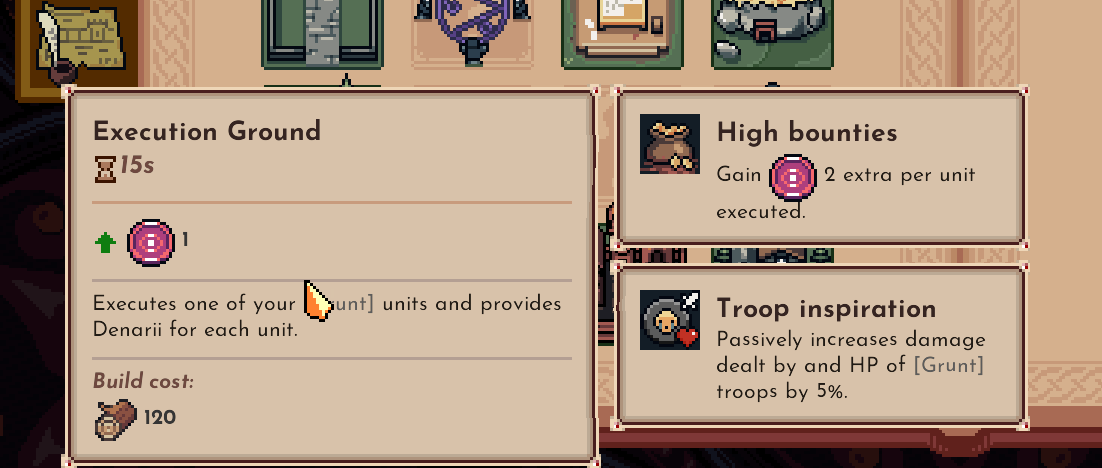 Execution Ground
15s
1
Executes one of your unt] units and provides
Denarii for each unit.
Build cost:
120
High bounties
Gain 2 extra per unit
executed.
Troop inspiration
Passively increases damage
dealt by and HP of [Grunt]
troops by 5%.